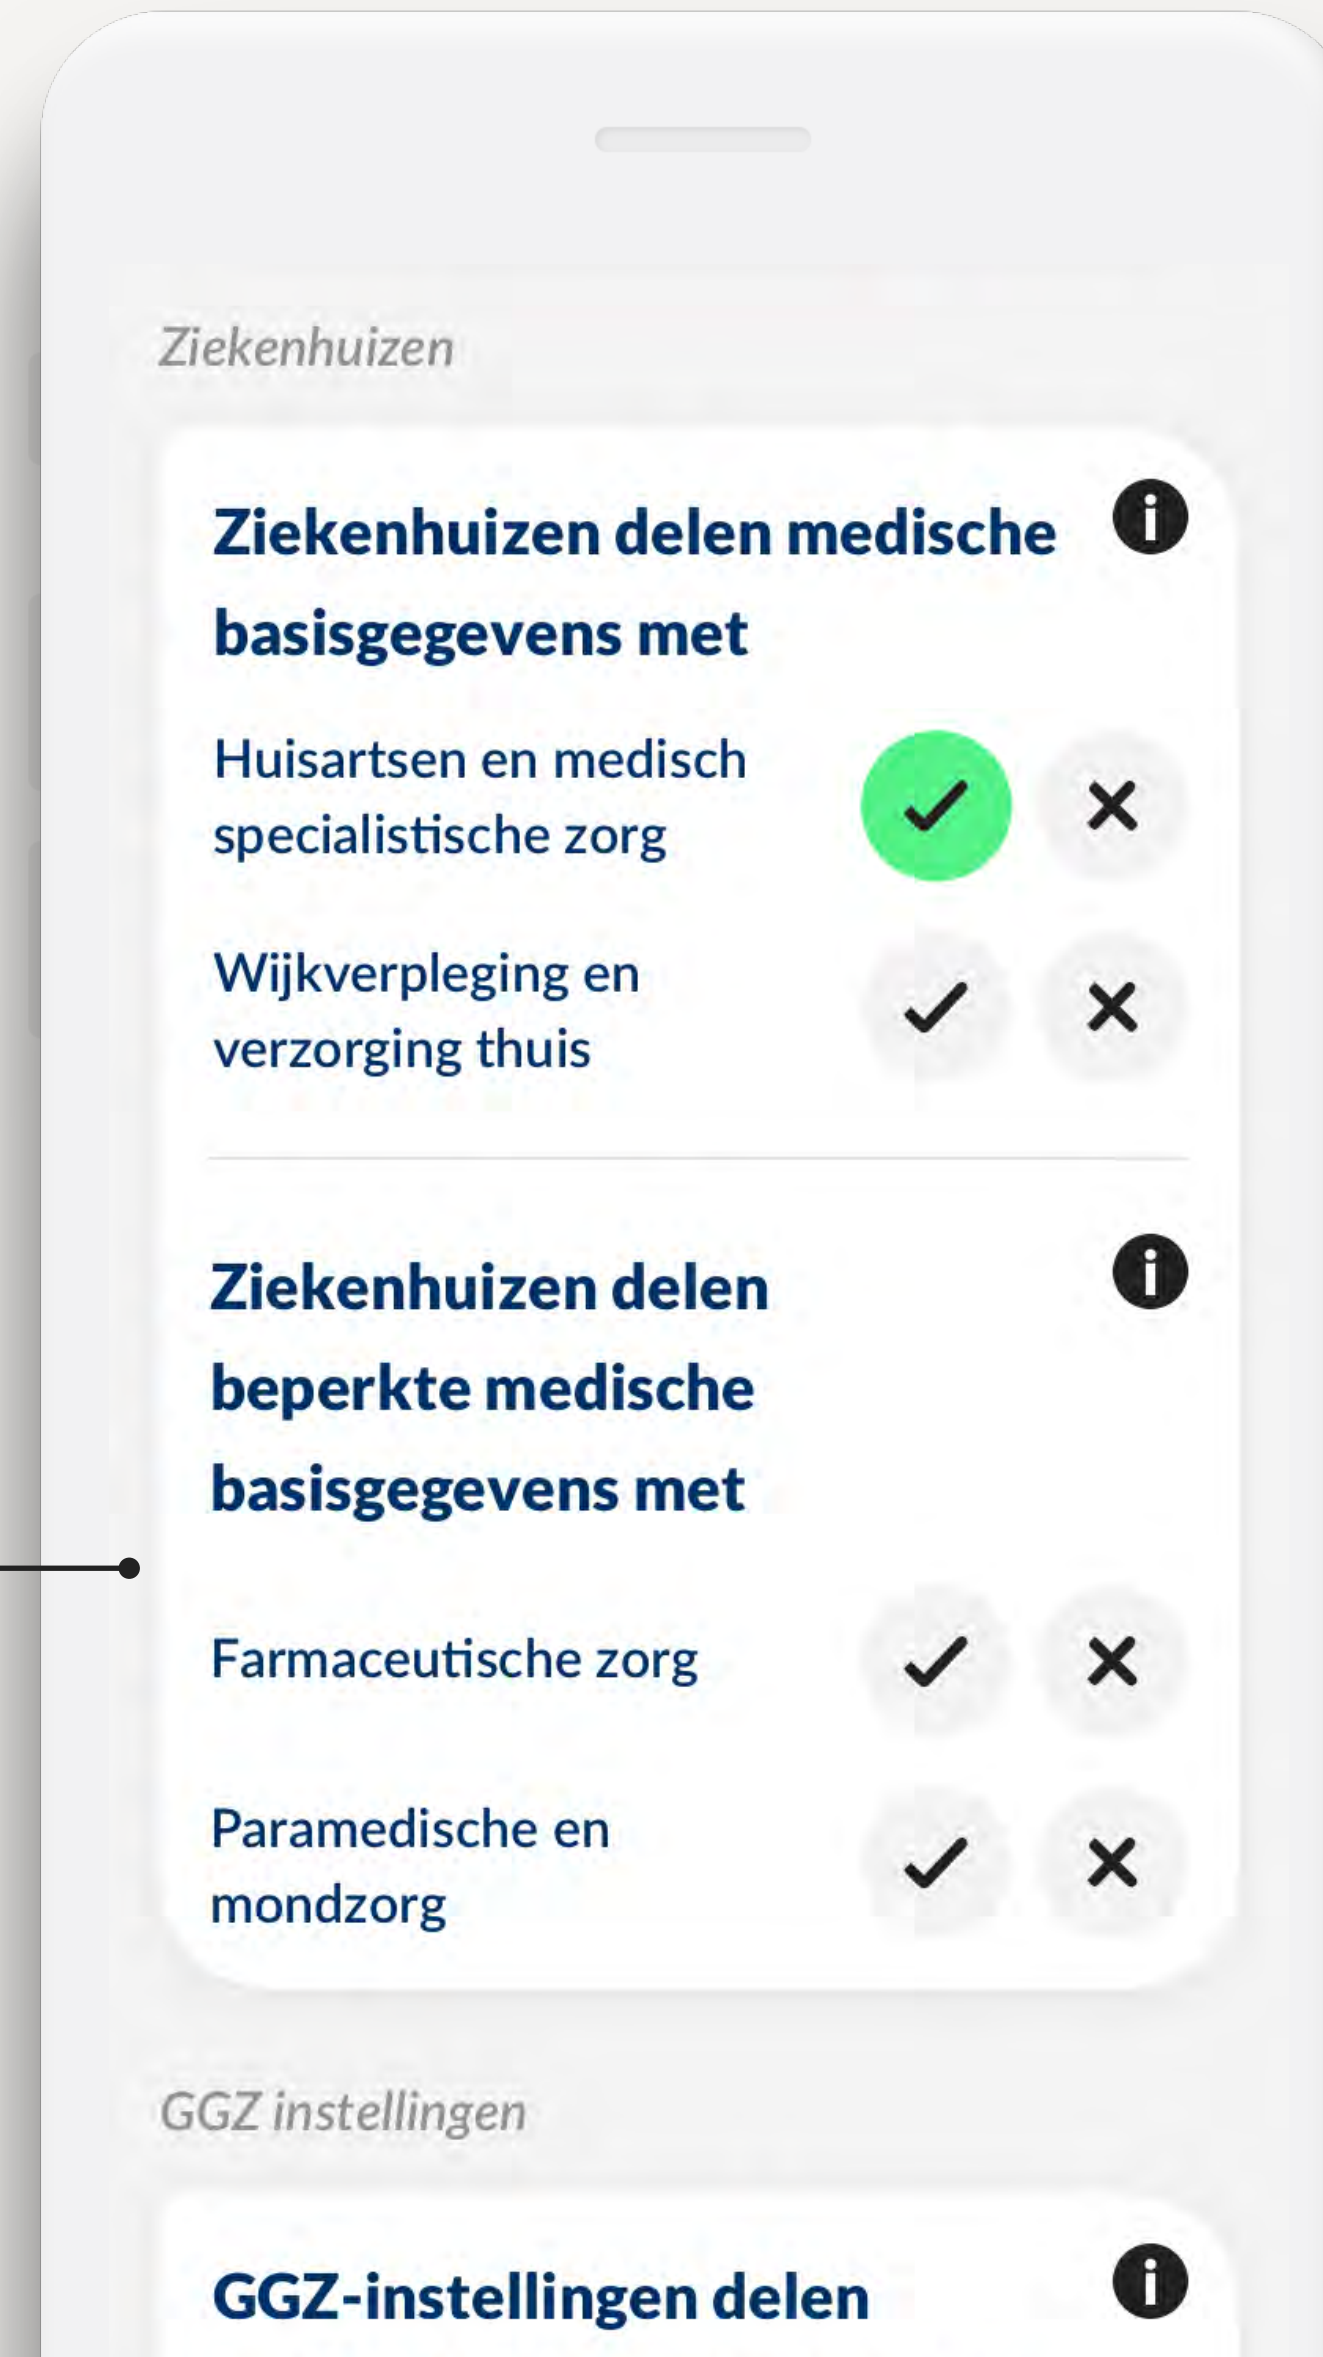 Ziekenhuizen
Ziekenhuizen delen medische
basisgegevens met
Huisartsen en medisch
specialistische zorg
Wijkverpleging en
verzorging thuis
Ziekenhuizen delen
beperkte medische
basisgegevens met
Farmaceutische zorg
Paramedische en
mondzorg
GGZ instellingen
GGZ-instellingen delen